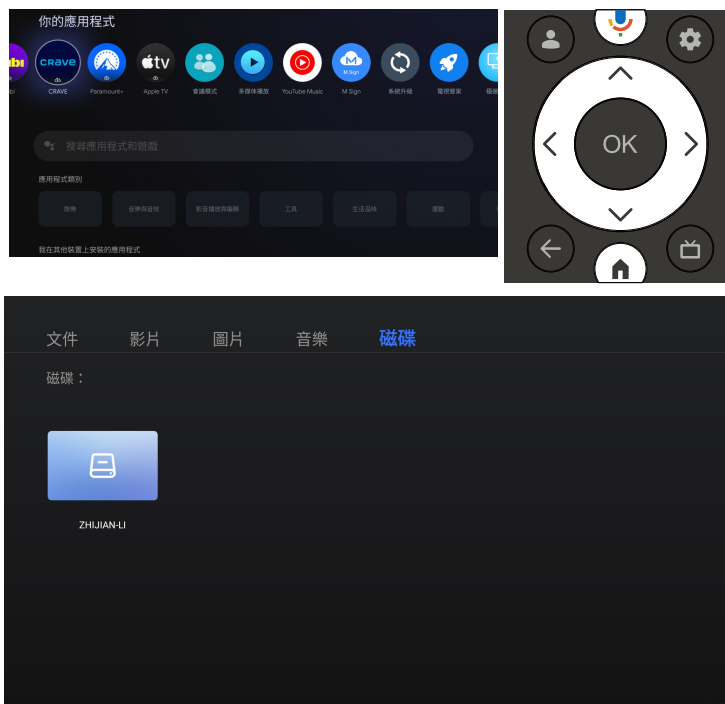 你的應用程式
CRAVE
tv
M Sign
CRAVE
Paramount+
Apple TV
會議模式
多媒體播放
YouTube Music
M Sign
系統升級
電視管家
搜尋應用程式和遊戲
應用程式類別
娛樂
音樂與音效
影音播放與編輯
工具
生活品味
運動
我在其他裝置上安裝的應用程式
OK
文件
影片
圖片
音樂
磁碟
磁碟：
ZHIJIAN-LI